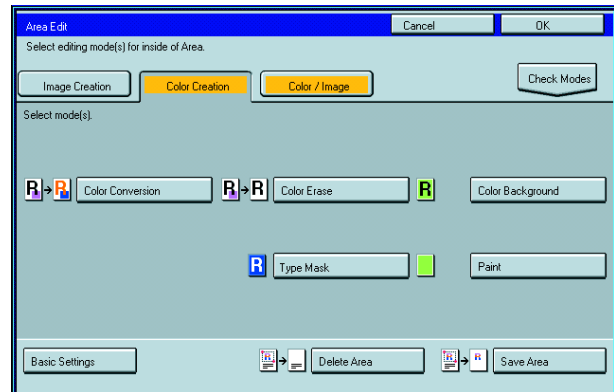 Area Edit Cancel OK
Select editing mode(s) for inside of Area.
Image Creation Color Creation Color / Image Check Modes
Select mode(s).
R R Color Conversion R R Color Erase R Color Background
R Type Mask Paint
Basic Settings R Delete Area R R Save Area